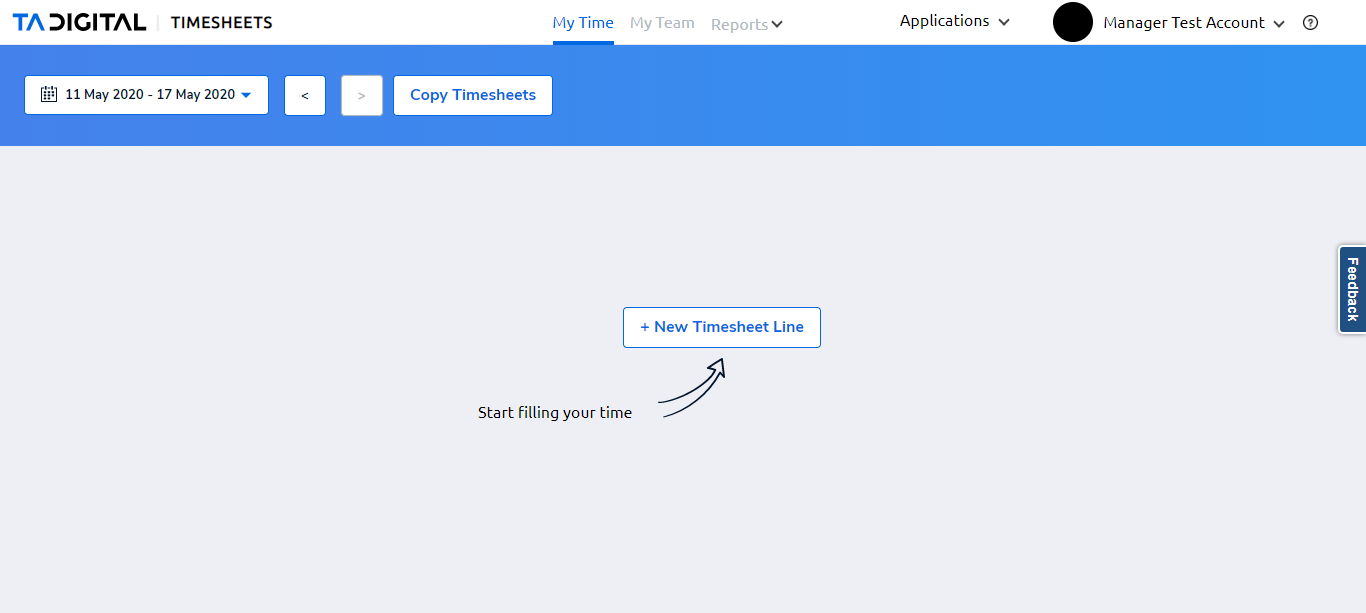 TA DIGITAL | TIMESHEETS
My Time My Team Reports
Applications
Manager Test Account
?
11 May 2020 - 17 May 2020
<
>
Copy Timesheets
+ New Timesheet Line
Start filling your time
Feedback